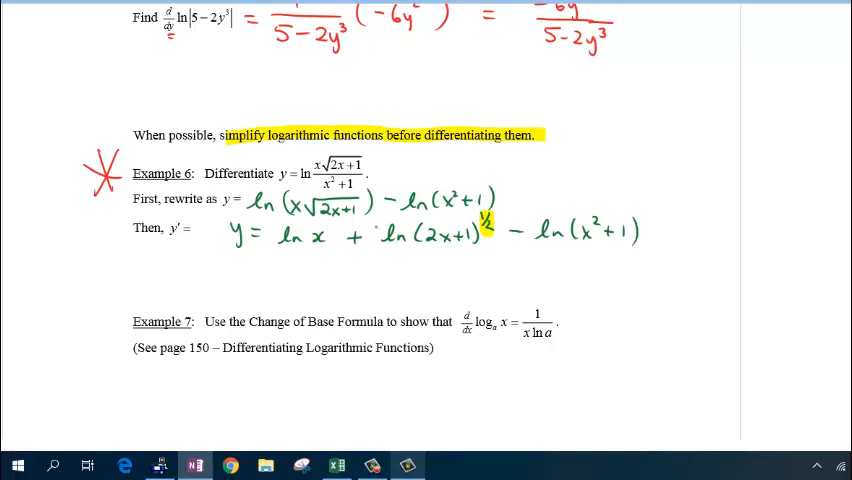 Find d/dy ln|5 − 2y³| = 1/(5 − 2y³) (−6y²) = −6y²/(5 − 2y³)
When possible, simplify logarithmic functions before differentiating them.
Example 6: Differentiate y = ln (x√(2x+1))/(x² + 1).
First, rewrite as y = ln(x√(2x+1)) − ln(x²+1)
Then, y' = y = ln x + ln(2x+1)^(1/2) − ln(x²+1)
Example 7: Use the Change of Base Formula to show that d/dx logₐ x = 1/(x ln a).
(See page 150 – Differentiating Logarithmic Functions)